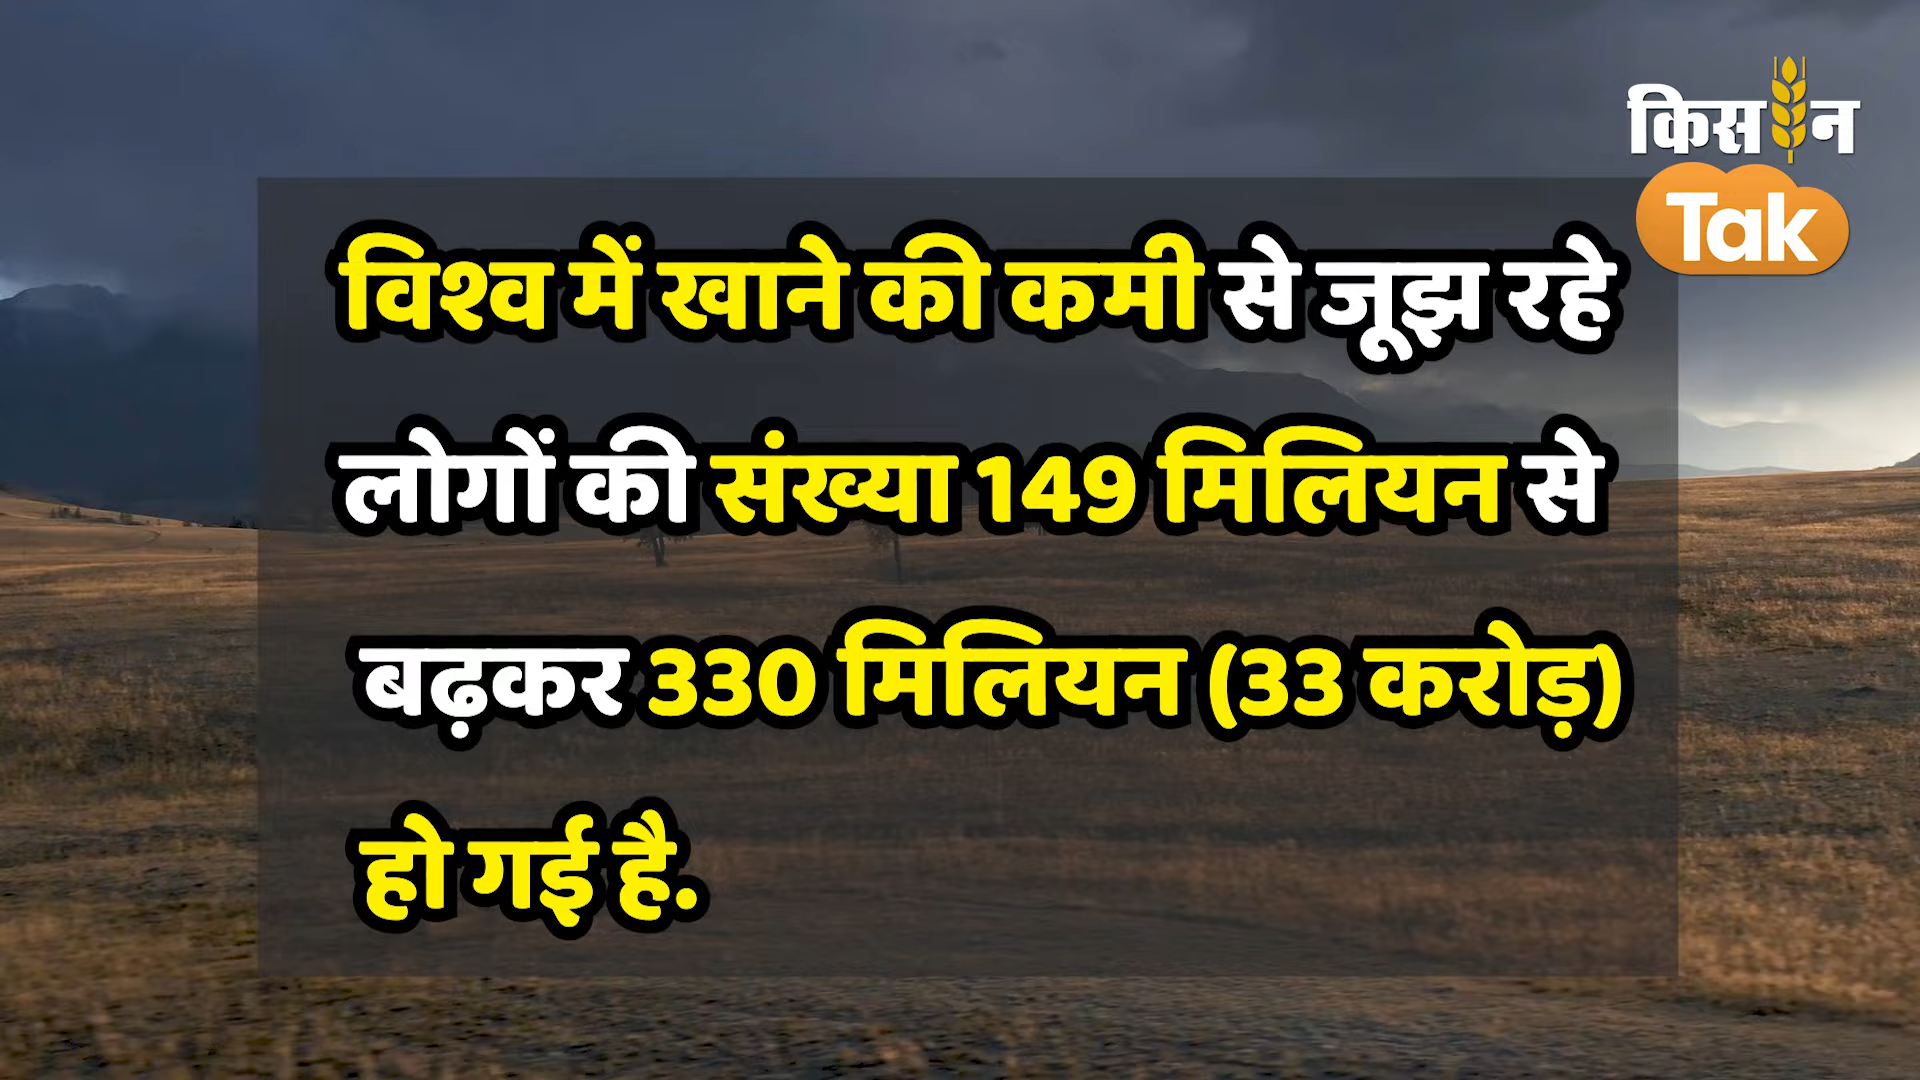 किसान
Tak
विश्व में खाने की कमी से जूझ रहे
लोगों की संख्या 149 मिलियन से
बढ़कर 330 मिलियन (33 करोड़)
हो गई है.